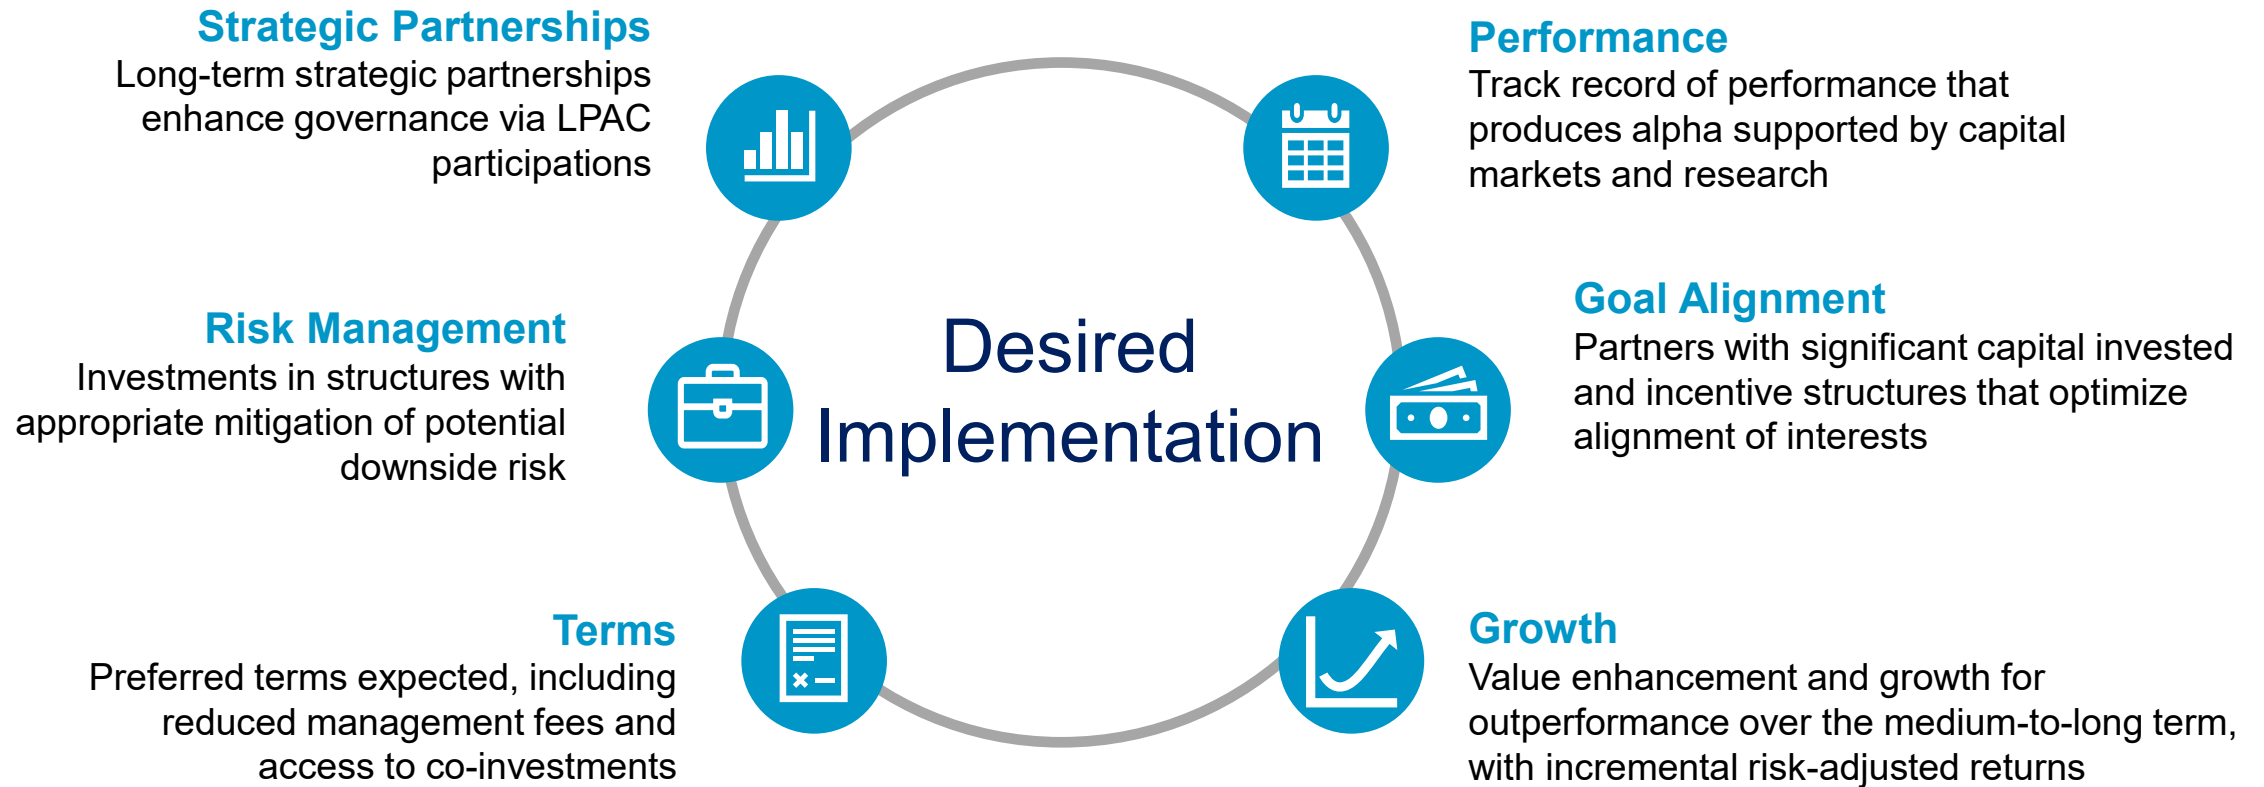 Strategic Partnerships
Long-term strategic partnerships
enhance governance via LPAC
participations
Performance
Track record of performance that
produces alpha supported by capital
markets and research
Risk Management
Investments in structures with
appropriate mitigation of potential
downside risk
Desired
Implementation
Goal Alignment
Partners with significant capital invested
and incentive structures that optimize
alignment of interests
Terms
Preferred terms expected, including
reduced management fees and
access to co-investments
Growth
Value enhancement and growth for
outperformance over the medium-to-long term,
with incremental risk-adjusted returns